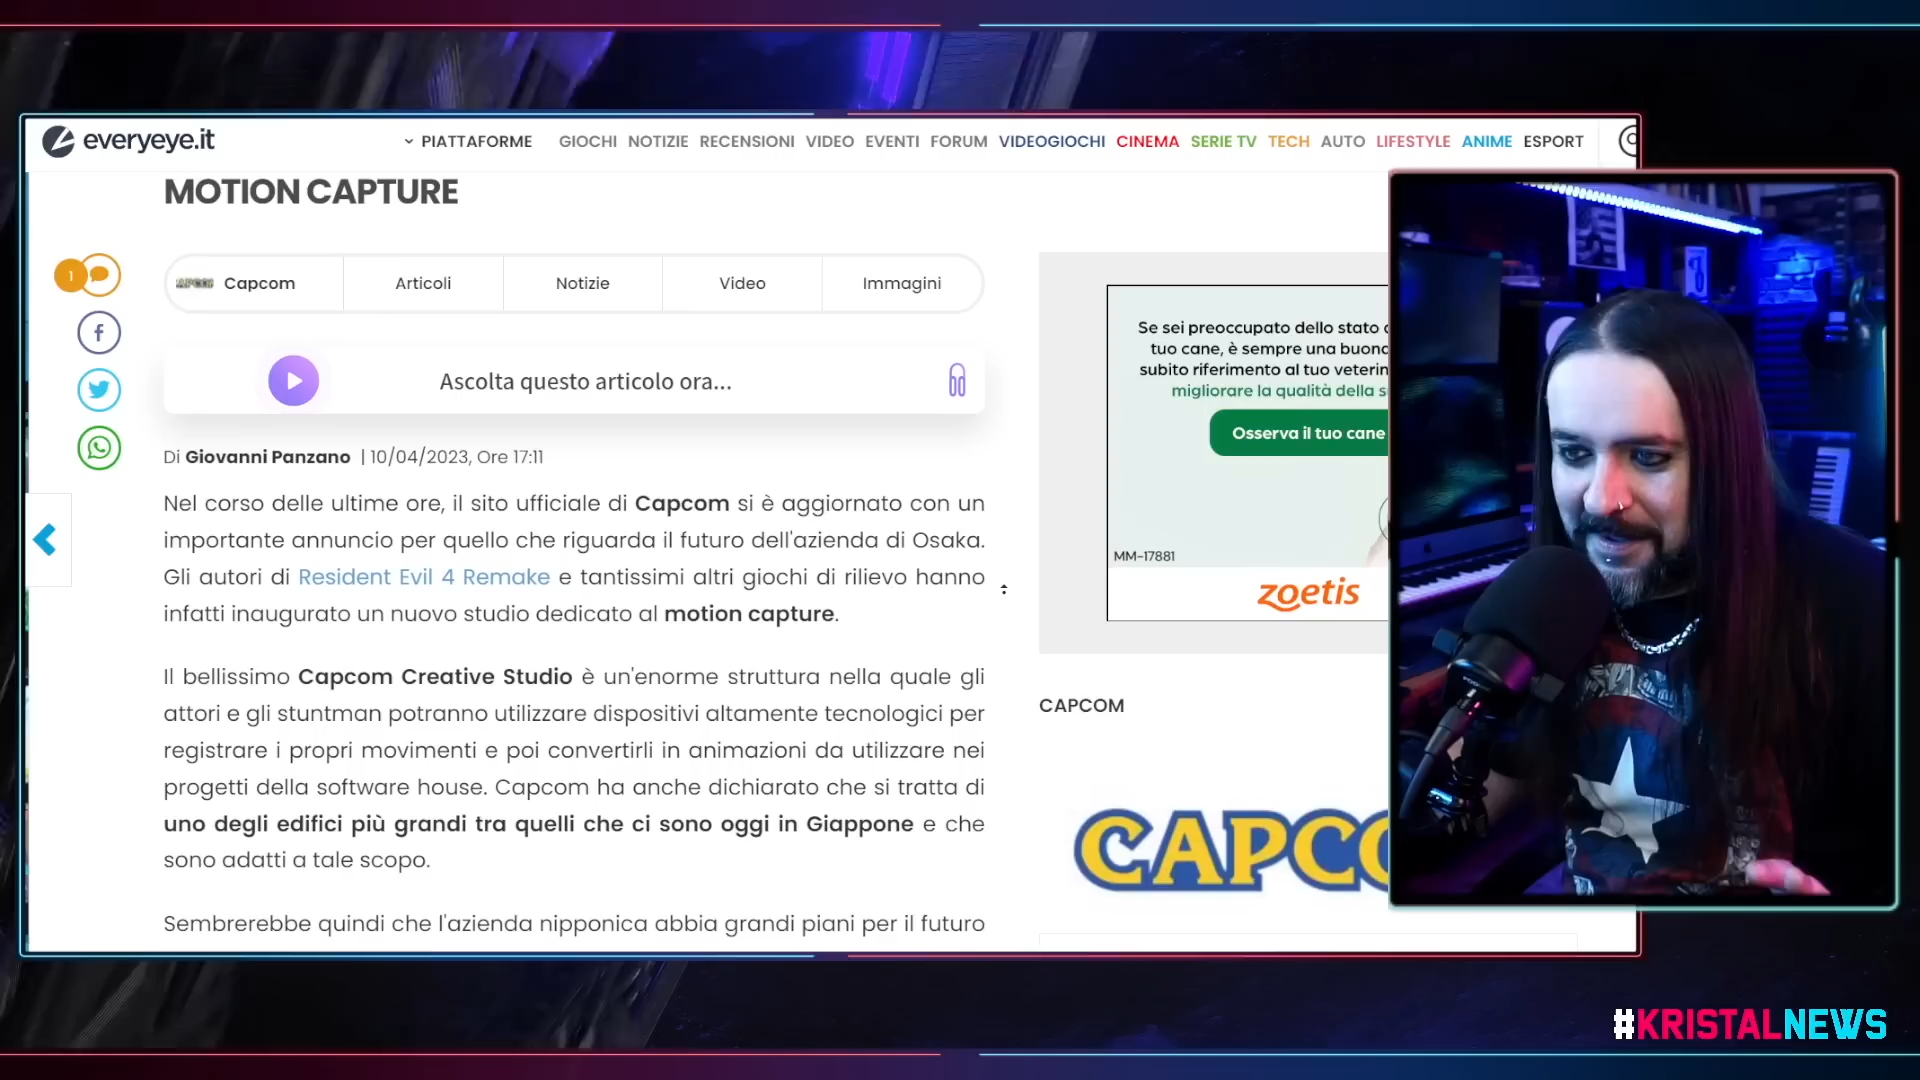 everyeye.it
PIATTAFORME GIOCHI NOTIZIE RECENSIONI VIDEO EVENTI FORUM VIDEOGIOCHI CINEMA SERIE TV TECH AUTO LIFESTYLE ANIME ESPORT
MOTION CAPTURE
1
Capcom Articoli Notizie Video Immagini
Ascolta questo articolo ora...
Di Giovanni Panzano | 10/04/2023, Ore 17:11
Nel corso delle ultime ore, il sito ufficiale di Capcom si è aggiornato con un
importante annuncio per quello che riguarda il futuro dell'azienda di Osaka.
Gli autori di Resident Evil 4 Remake e tantissimi altri giochi di rilievo hanno
infatti inaugurato un nuovo studio dedicato al motion capture.
Il bellissimo Capcom Creative Studio è un'enorme struttura nella quale gli
attori e gli stuntman potranno utilizzare dispositivi altamente tecnologici per
registrare i propri movimenti e poi convertirli in animazioni da utilizzare nei
progetti della software house. Capcom ha anche dichiarato che si tratta di
uno degli edifici più grandi tra quelli che ci sono oggi in Giappone e che
sono adatti a tale scopo.
Sembrerebbe quindi che l'azienda nipponica abbia grandi piani per il futuro
Se sei preoccupato dello stato
tuo cane, è sempre una buona
subito riferimento al tuo
migliorare la qualità della
Osserva il tuo cane
MM-17881
zoetis
CAPCOM
CAPCO
#KRISTALNEWS